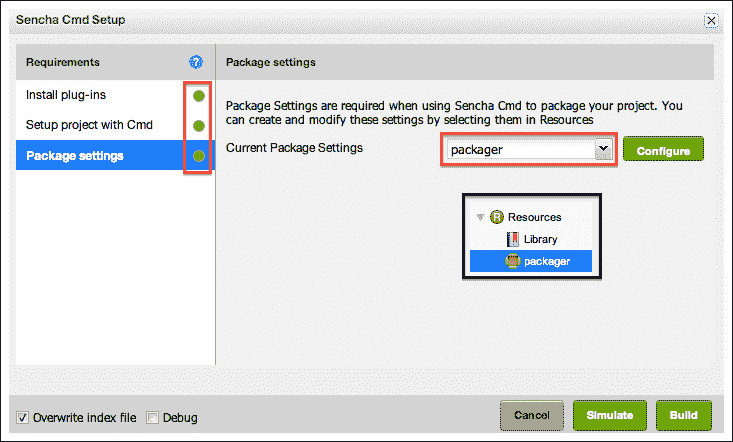 Sencha Cmd Setup
Requirements
?
Package settings
Install plug-ins
Setup project with Cmd
Package settings
Package Settings are required when using Sencha Cmd to package your project. You
can create and modify these settings by selecting them in Resources
Current Package Settings
packager
Configure
R Resources
Library
packager
Overwrite index file
Debug
Cancel
Simulate
Build